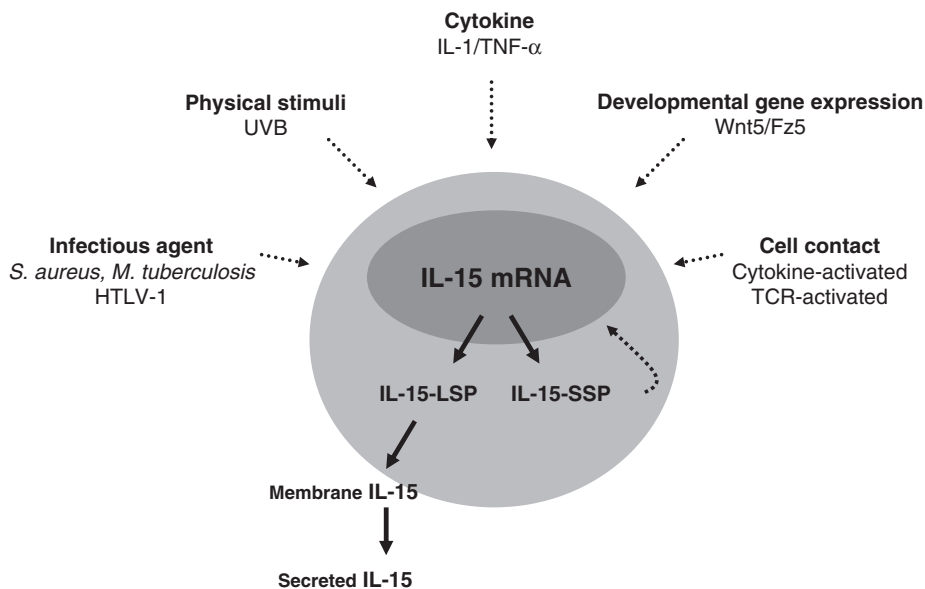 Cytokine
IL-1/TNF-α
Physical stimuli
UVB
Developmental gene expression
Wnt5/Fz5
Infectious agent
S. aureus, M. tuberculosis
HTLV-1
Cell contact
Cytokine-activated
TCR-activated
IL-15 mRNA
IL-15-LSP
IL-15-SSP
Membrane IL-15
Secreted IL-15